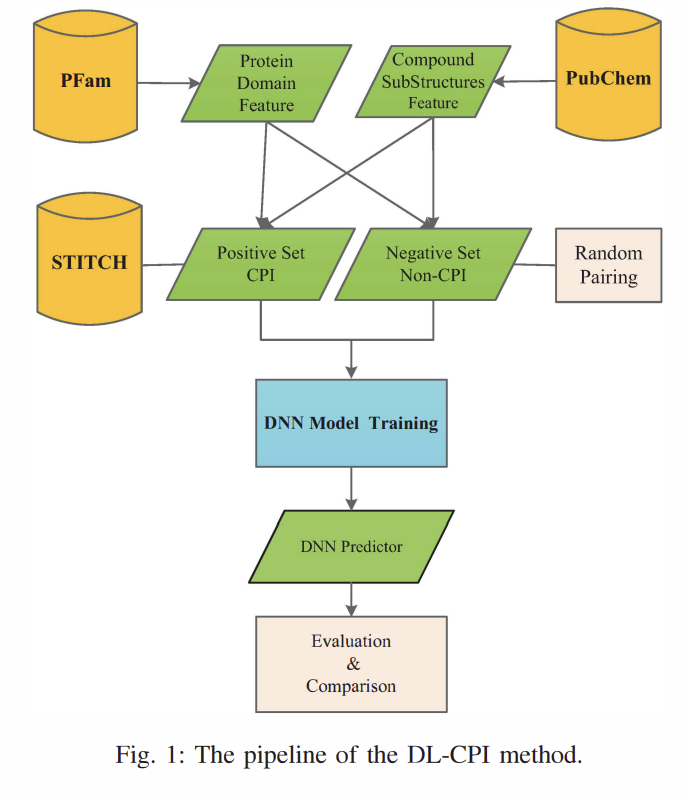 PFam
Protein
Domain
Feature
Compound
SubStructures
Feature
PubChem
STITCH
Positive Set
CPI
Negative Set
Non-CPI
Random
Pairing
DNN Model Training
DNN Predictor
Evaluation
&
Comparison
Fig. 1: The pipeline of the DL-CPI method.